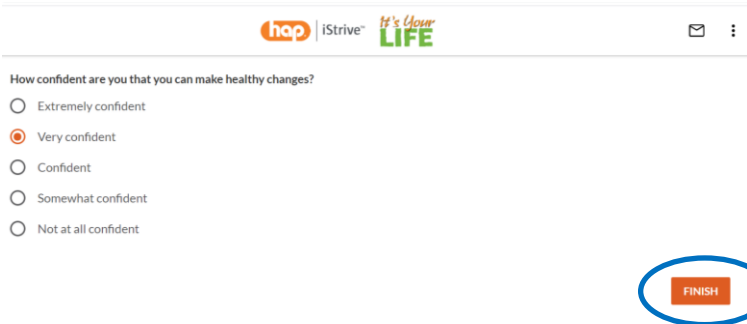 hap iStrive™ It's Your LIFE
How confident are you that you can make healthy changes?
Extremely confident
Very confident
Confident
Somewhat confident
Not at all confident
FINISH